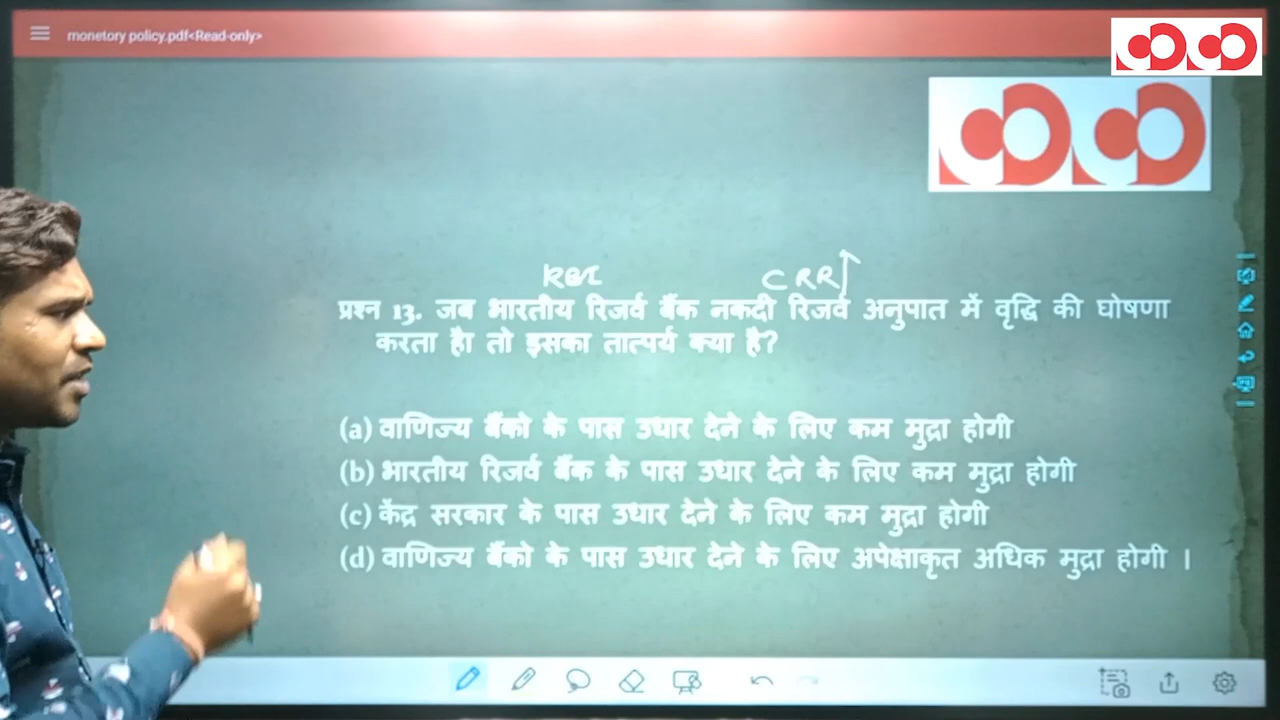 monetory policy.pdf<Read-only>
RBI CRR↑
प्रश्न 13. जब भारतीय रिजर्व बैंक नकदी रिजर्व अनुपात में वृद्धि की घोषणा
करता हैा तो इसका तात्पर्य क्या है?
(a) वाणिज्य बैंको के पास उधार देने के लिए कम मुद्रा होगी
(b) भारतीय रिजर्व बैंक के पास उधार देने के लिए कम मुद्रा होगी
(c) केंद्र सरकार के पास उधार देने के लिए कम मुद्रा होगी
(d) वाणिज्य बैंको के पास उधार देने के लिए अपेक्षाकृत अधिक मुद्रा होगी ।